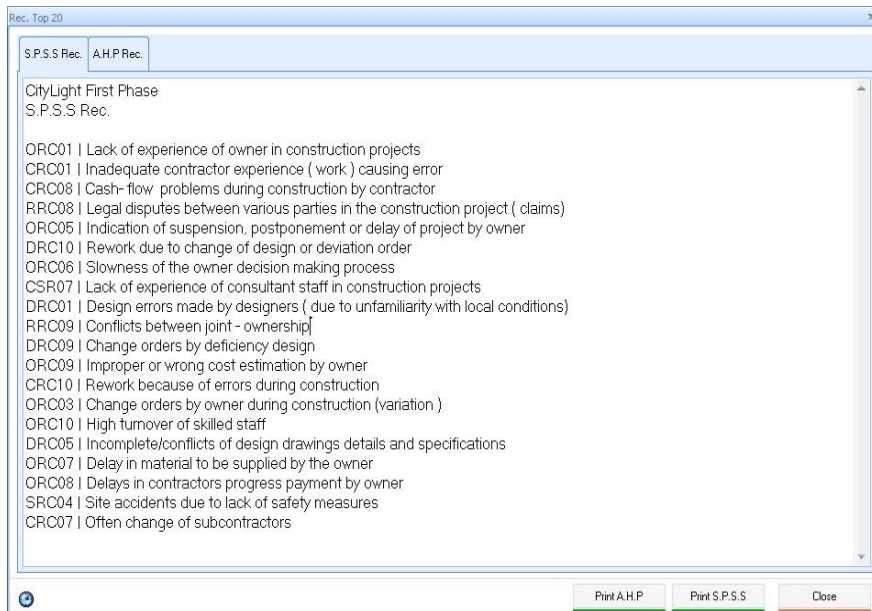 Rec. Top 20
S.P.S.S Rec. A.H.P Rec.
CityLight First Phase
S.P.S.S Rec.
ORC01 | Lack of experience of owner in construction projects
CRC01 | Inadequate contractor experience ( work ) causing error
CRC08 | Cash- flow problems during construction by contractor
RRC08 | Legal disputes between various parties in the construction project ( claims)
ORC05 | Indication of suspension, postponement or delay of project by owner
DRC10 | Rework due to change of design or deviation order
ORC06 | Slowness of the owner decision making process
CSR07 | Lack of experience of consultant staff in construction projects
DRC01 | Design errors made by designers ( due to unfamiliarity with local conditions)
RRC09 | Conflicts between joint - ownership
DRC09 | Change orders by deficiency design
ORC09 | Improper or wrong cost estimation by owner
CRC10 | Rework because of errors during construction
ORC03 | Change orders by owner during construction (variation )
ORC10 | High turnover of skilled staff
DRC05 | Incomplete/conflicts of design drawings details and specifications
ORC07 | Delay in material to be supplied by the owner
ORC08 | Delays in contractors progress payment by owner
SRC04 | Site accidents due to lack of safety measures
CRC07 | Often change of subcontractors
Print A.H.P Print S.P.S.S Close